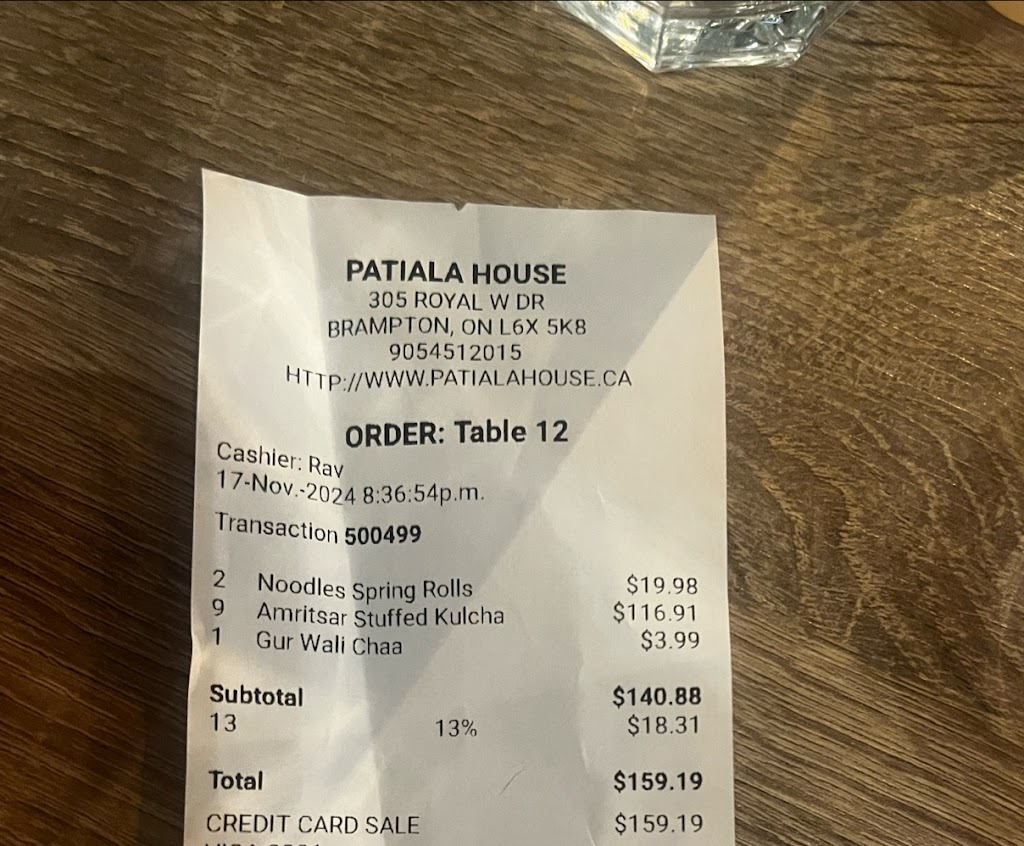 PATIALA HOUSE
305 ROYAL W DR
BRAMPTON, ON L6X 5K8
9054512015
HTTP://WWW.PATIALAHOUSE.CA
ORDER: Table 12
Cashier: Rav
17-Nov.-2024 8:36:54p.m.
Transaction 500499
2 Noodles Spring Rolls $19.98
9 Amritsar Stuffed Kulcha $116.91
1 Gur Wali Chaa $3.99
Subtotal $140.88
13 13% $18.31
Total $159.19
CREDIT CARD SALE $159.19